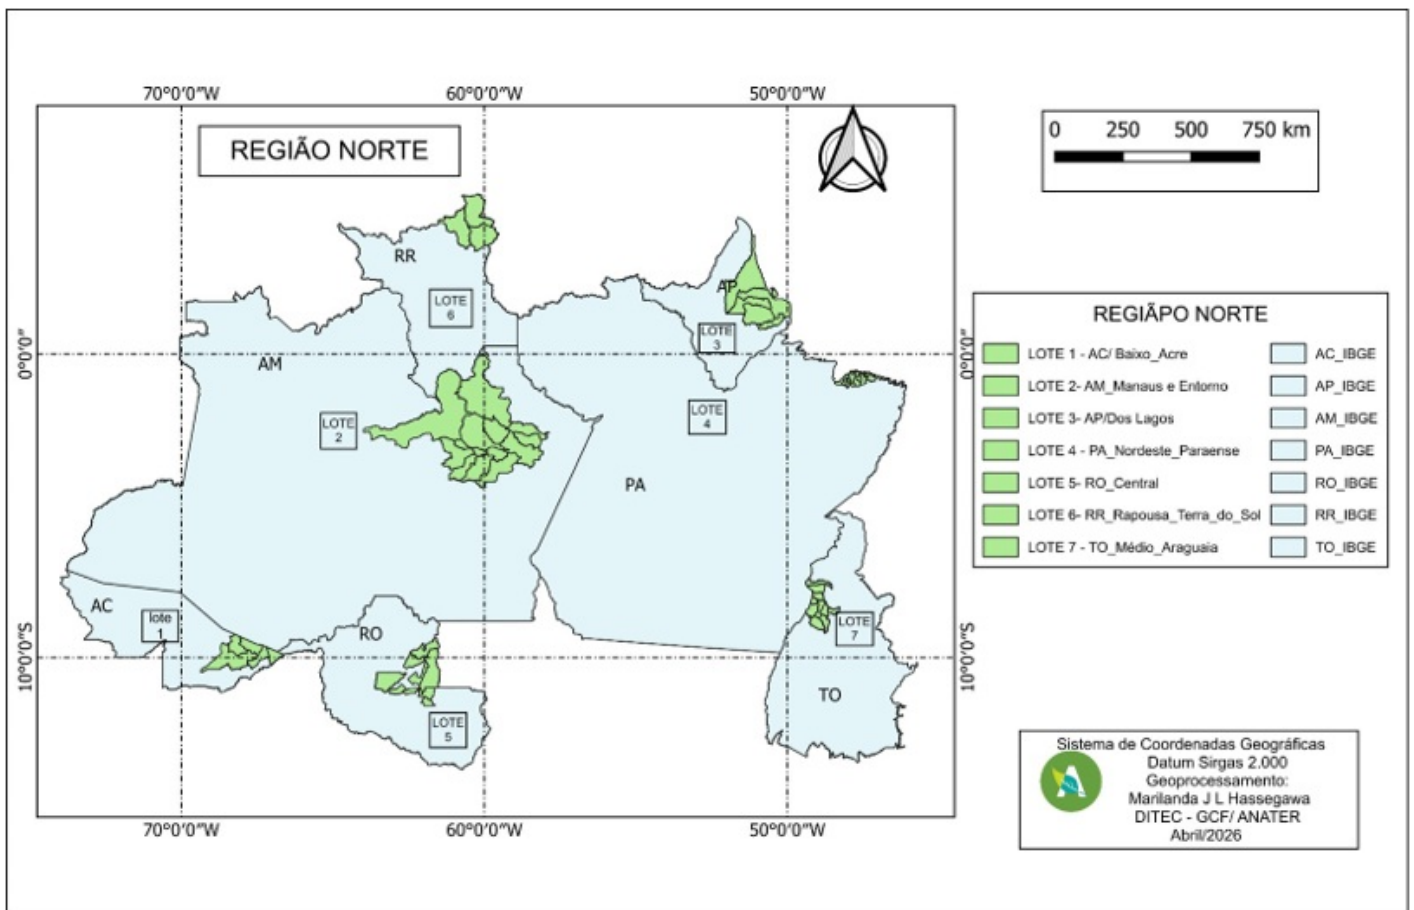 70°0'0"W 60°0'0"W 50°0'0"W
0 250 500 750 km
REGIÃO NORTE
RR
AP
LOTE
6
LOTE
3
0°0'0"
0°0'0"
AM
LOTE
2
LOTE
4
PA
AC
lote
1
RO
LOTE
7
10°0'0"S
10°0'0"S
TO
LOTE
5
70°0'0"W 60°0'0"W 50°0'0"W
REGIÃPO NORTE
LOTE 1 - AC/ Baixo_Acre AC_IBGE
LOTE 2- AM_Manaus e Entorno AP_IBGE
LOTE 3- AP/Dos Lagos AM_IBGE
LOTE 4 - PA_Nordeste_Paraense PA_IBGE
LOTE 5- RO_Central RO_IBGE
LOTE 6- RR_Rapousa_Terra_do_Sol RR_IBGE
LOTE 7 - TO_Médio_Araguaia TO_IBGE
Sistema de Coordenadas Geográficas
Datum Sirgas 2.000
Geoprocessamento:
Marilanda J L Hassegawa
DITEC - GCF/ ANATER
Abril/2026